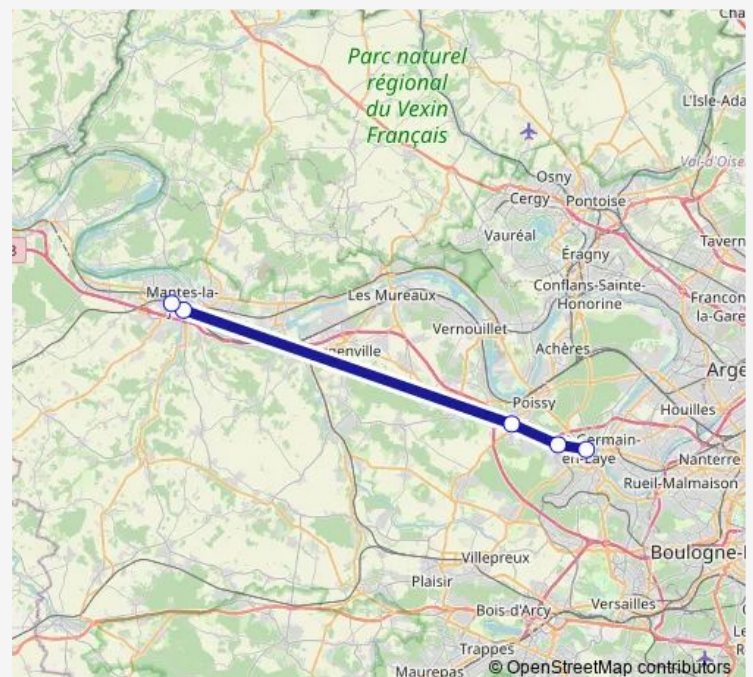 Cha
Parc naturel
régional
du Vexin
Français
L'Isle-Ada
Val-d'Oise
Osny
Cergy
Pontoise
Vauréal
Tavern
Éragny
Conflans-Sainte-
Honorine
Mantes-la-
Les Mureaux
Francon
la-Gare
Vernouillet
Achères
genville
Arge
Poissy
Houilles
Germain-
en-Laye
Nanterre
Rueil-Malmaison
Villepreux
Boulogne-
Plaisir
Bois-d'Arcy
Versailles
Trappes
Maurepas
© OpenStreetMap contributors